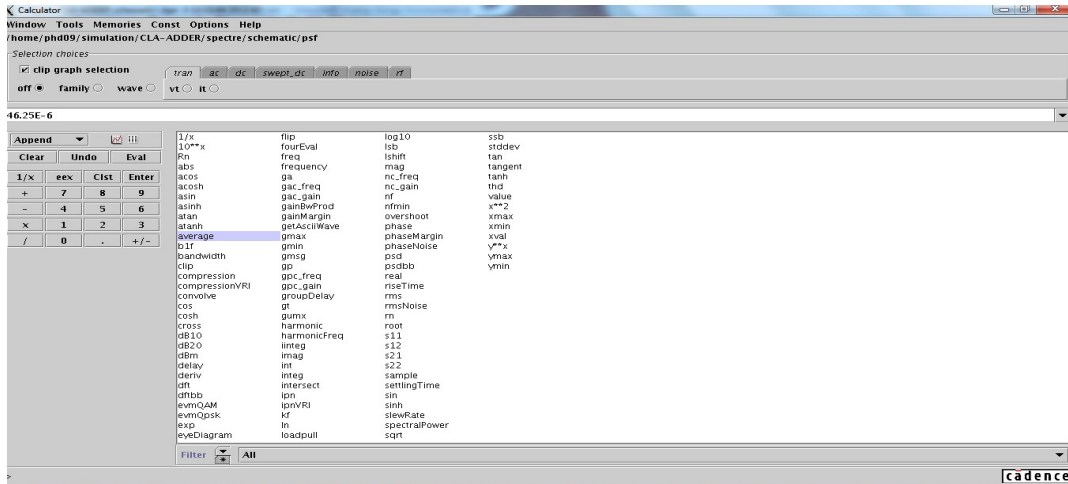 Calculator
Window Tools Memories Const Options Help
/home/phd09/simulation/CLA-ADDER/spectre/schematic/psf
Selection choices
clip graph selection
tran ac dc swept_dc info noise rf
off family wave vt it
46.25E-6
Append
Clear Undo Eval
1/x eex Clst Enter
+ 7 8 9
- 4 5 6
x 1 2 3
/ 0 . +/-
1/x flip log10 ssb
10**x fourEval lsb stddev
Rn freq lshift tan
abs frequency mag tangent
acos ga nc_freq tanh
acosh gac_freq nc_gain thd
asin gac_gain nf value
asinh gainBwProd nfmin x**2
atan gainMargin overshoot xmax
atanh getAsciiWave phase xmin
average gmax phaseMargin xval
b1f gmin phaseNoise y**x
bandwidth gmsg psd ymax
clip gp psdbb ymin
compression gpc_freq real
compressionVRI gpc_gain riseTime
convolve groupDelay rms
cos gt rmsNoise
cosh gumx rn
cross harmonic root
dB10 harmonicFreq s11
dB20 iinteg s12
dBm imag s21
delay int s22
deriv integ sample
dft intersect settlingTime
dftbb ipn sin
evmQAM ipnVRI sinh
evmQpsk kf slewRate
exp ln spectralPower
eyeDiagram loadpull sqrt
Filter All
>
cādence